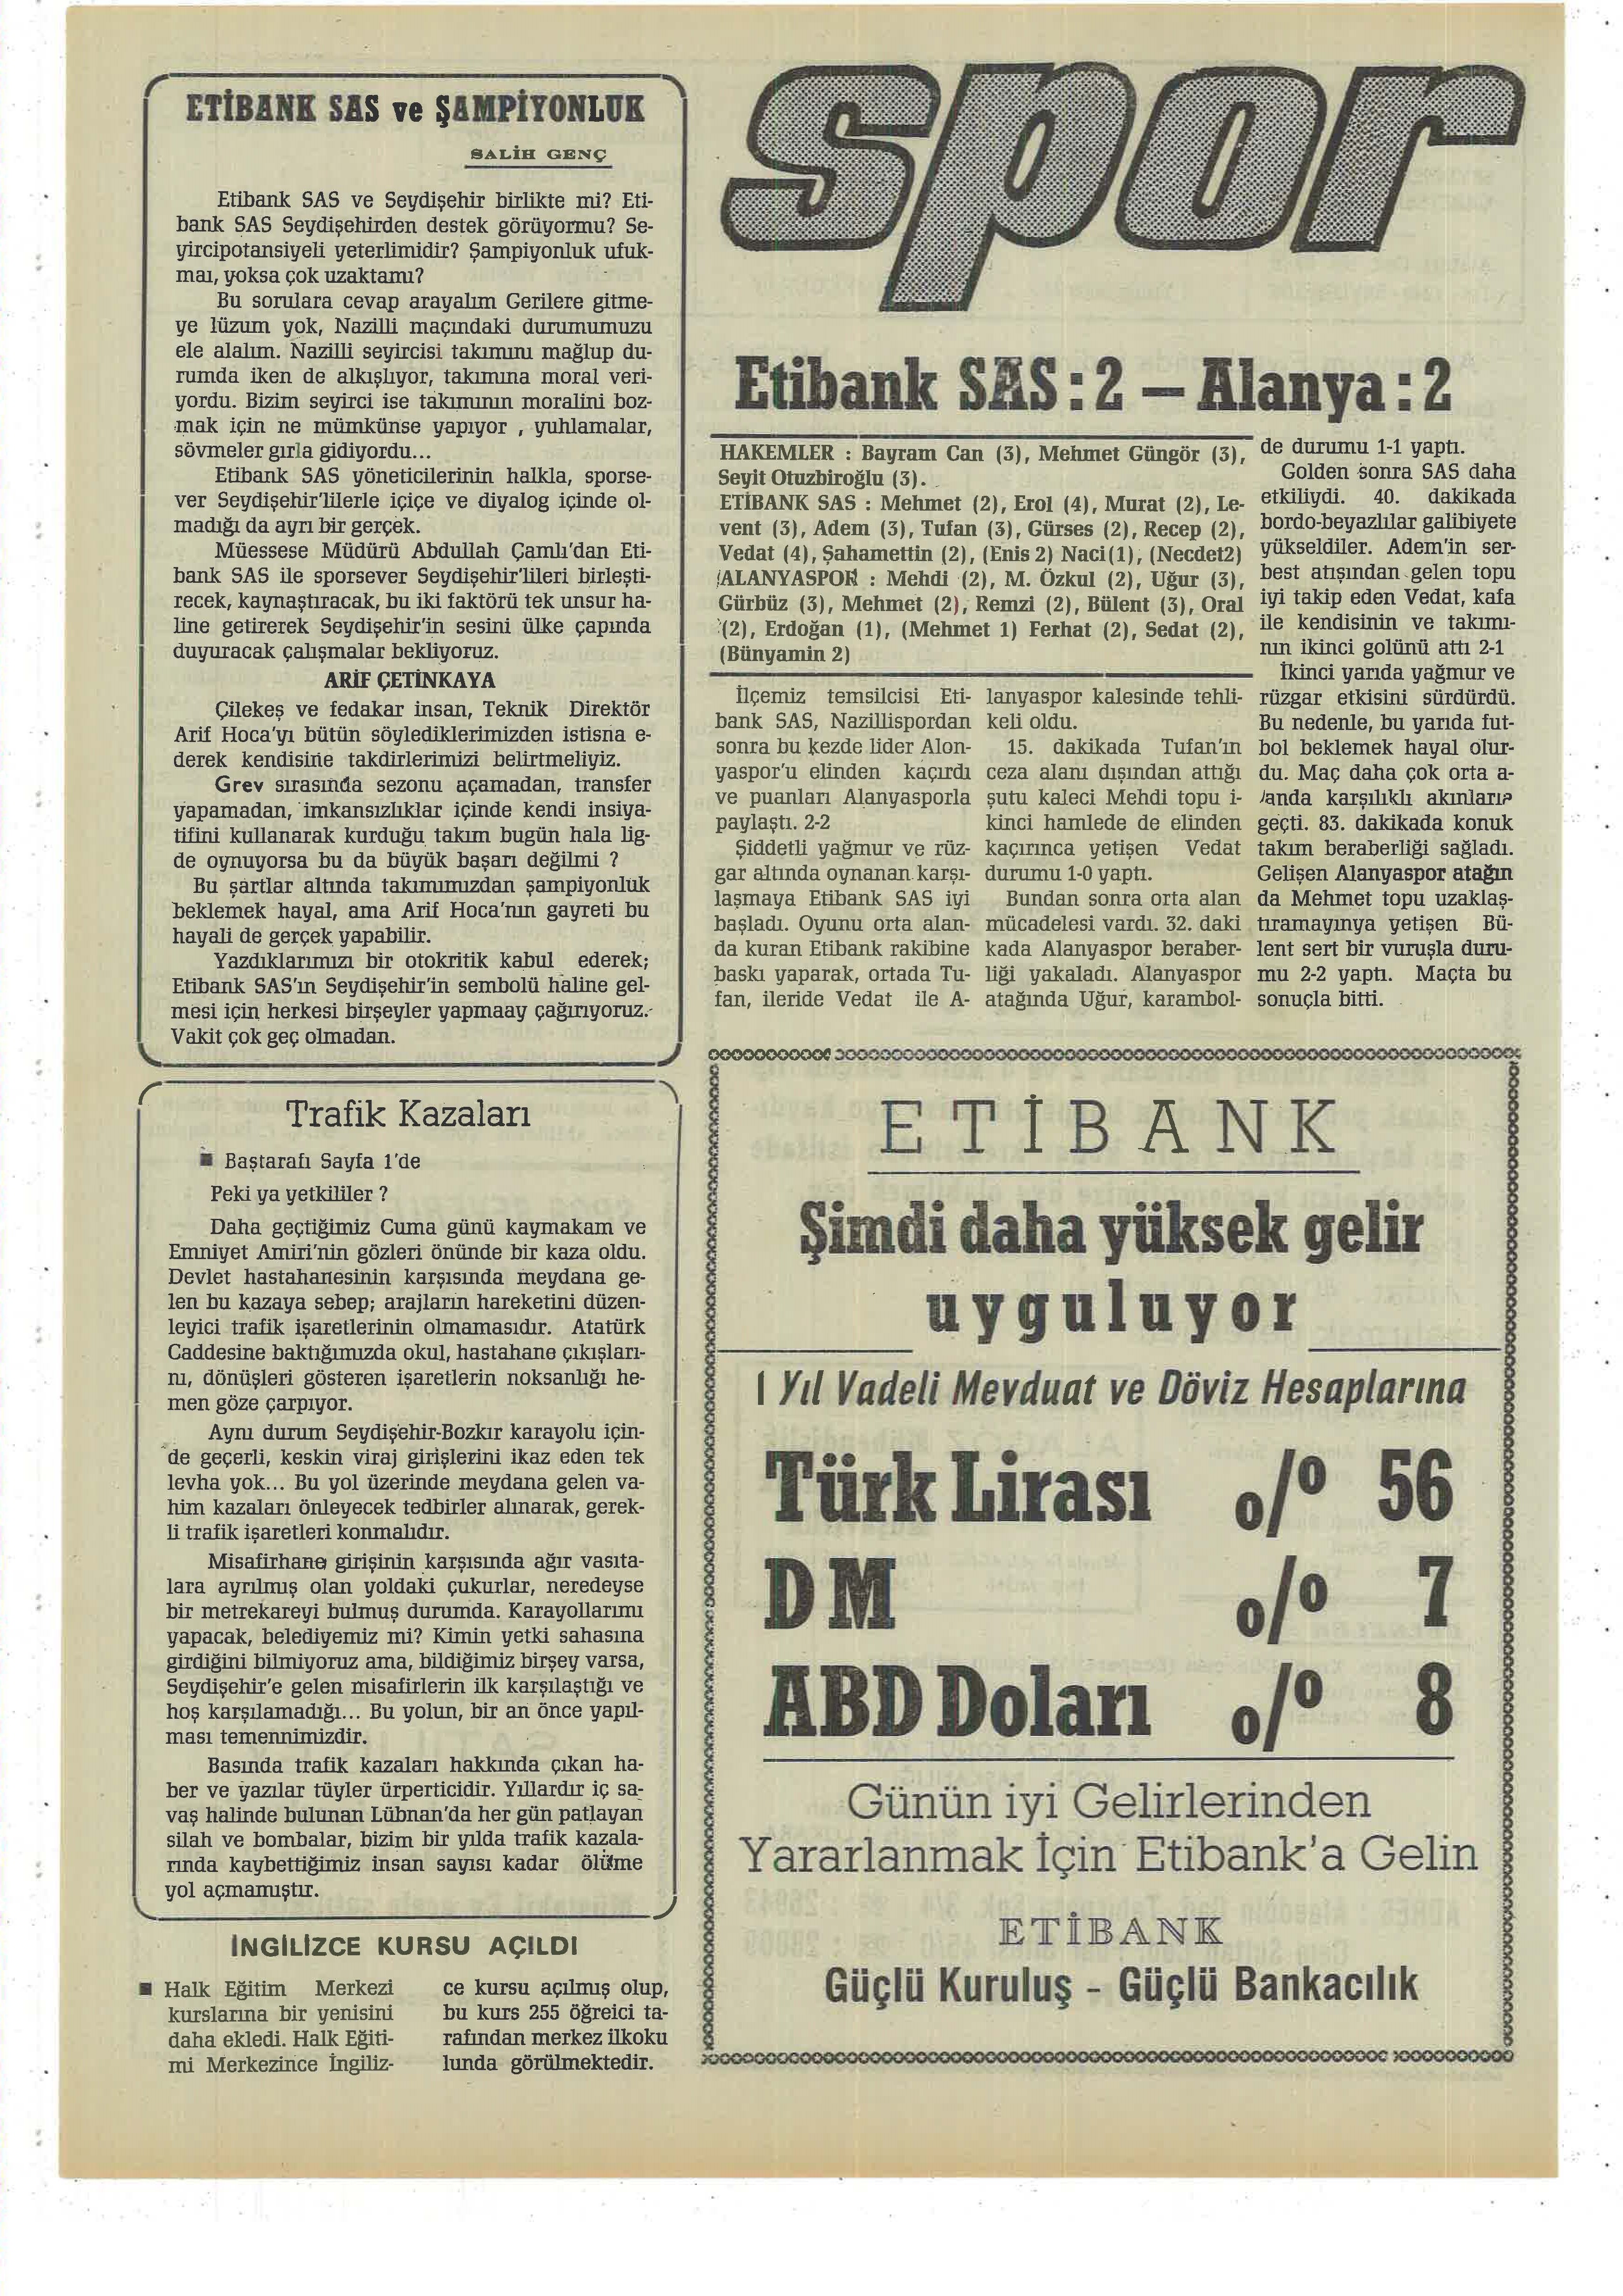 ETİBANK SAS ve ŞAMPİYONLUK
SALİH GENÇ
Etibank SAS ve Seydişehir birlikte mi? Eti-
bank SAS Seydişehirden destek görüyormu? Se-
yircipotansiyeli yeterlimidir? Şampiyonluk ufuk-
maı, yoksa çok uzaktamı?
Bu sorulara cevap arayalım Gerilere gitme-
ye lüzum yok, Nazilli maçındaki durumumuzu
ele alalım. Nazilli seyircisi takımını mağlup du-
rumda iken de alkışlıyor, takımına moral veri-
yordu. Bizim seyirci ise takımının moralini boz-
mak için ne mümkünse yapıyor , yuhlamalar,
sövmeler gırla gidiyordu...
Etibank SAS yöneticilerinin halkla, sporse-
ver Seydişehir'lilerle içiçe ve diyalog içinde ol-
madığı da ayrı bir gerçek.
Müessese Müdürü Abdullah Çamlı'dan Eti-
bank SAS ile sporsever Seydişehir'lileri birleşti-
recek, kaynaştıracak, bu iki faktörü tek unsur ha-
line getirerek Seydişehir'in sesini ülke çapında
duyuracak çalışmalar bekliyoruz.
ARİF ÇETİNKAYA
Çilekeş ve fedakar insan, Teknik Direktör
Arif Hoca'yı bütün söylediklerimizden istisna e-
derek kendisine takdirlerimizi belirtmeliyiz.
Grev sırasında sezonu açamadan, transfer
yapamadan, imkansızlıklar içinde kendi insiya-
tifini kullanarak kurduğu takım bugün hala lig-
de oynuyorsa bu da büyük başarı değilmi ?
Bu şartlar altında takımımızdan şampiyonluk
beklemek hayal, ama Arif Hoca'nın gayreti bu
hayali de gerçek yapabilir.
Yazdıklarımızı bir otokritik kabul ederek;
Etibank SAS'ın Seydişehir'in sembolü haline gel-
mesi için herkesi birşeyler yapmaay çağırıyoruz.
Vakit çok geç olmadan.
Trafik Kazaları
Baştarafı Sayfa 1'de
Peki ya yetkililer ?
Daha geçtiğimiz Cuma günü kaymakam ve
Emniyet Amiri'nin gözleri önünde bir kaza oldu.
Devlet hastahanesinin karşısında meydana ge-
len bu kazaya sebep; arajların hareketini düzen-
leyici trafik işaretlerinin olmamasıdır. Atatürk
Caddesine baktığımızda okul, hastahane çıkışları-
nı, dönüşleri gösteren işaretlerin noksanlığı he-
men göze çarpıyor.
Aynı durum Seydişehir-Bozkır karayolu için-
de geçerli, keskin viraj girişlerini ikaz eden tek
levha yok... Bu yol üzerinde meydana gelen va-
him kazaları önleyecek tedbirler alınarak, gerek-
li trafik işaretleri konmalıdır.
Misafirhane girişinin karşısında ağır vasıta-
lara ayrılmış olan yoldaki çukurlar, neredeyse
bir metrekareyi bulmuş durumda. Karayollarımı
yapacak, belediyemiz mi? Kimin yetki sahasına
girdiğini bilmiyoruz ama, bildiğimiz birşey varsa,
Seydişehir'e gelen misafirlerin ilk karşılaştığı ve
hoş karşılamadığı... Bu yolun, bir an önce yapıl-
ması temennimizdir.
Basında trafik kazaları hakkında çıkan ha-
ber ve yazılar tüyler ürperticidir. Yıllardır iç sa-
vaş halinde bulunan Lübnan'da her gün patlayan
silah ve bombalar, bizim bir yılda trafik kazala-
rında kaybettiğimiz insan sayısı kadar ölüme
yol açmamıştır.
İNGİLİZCE KURSU AÇILDI
Halk Eğitim Merkezi
kurslarına bir yenisini
daha ekledi. Halk Eğiti-
mi Merkezince İngiliz-
ce kursu açılmış olup,
bu kurs 255 öğreici ta-
rafından merkez ilkoku
lunda görülmektedir.
spor
Etibank SAS : 2 — Alanya : 2
HAKEMLER : Bayram Can (3), Mehmet Güngör (3),
Seyit Otuzbiroğlu (3).
ETİBANK SAS : Mehmet (2), Erol (4), Murat (2), Le-
vent (3), Adem (3), Tufan (3), Gürses (2), Recep (2),
Vedat (4), Şahamettin (2), (Enis 2) Naci(1), (Necdet2)
ALANYASPOR : Mehdi (2), M. Özkul (2), Uğur (3),
Gürbüz (3), Mehmet (2), Remzi (2), Bülent (3), Oral
(2), Erdoğan (1), (Mehmet 1) Ferhat (2), Sedat (2),
(Bünyamin 2)
İlçemiz temsilcisi Eti-
bank SAS, Nazillispordan
sonra bu kezde lider Alon-
yaspor'u elinden kaçırdı
ve puanları Alanyasporla
paylaştı. 2-2
Şiddetli yağmur ve rüz-
gar altında oynanan karşı-
laşmaya Etibank SAS iyi
başladı. Oyunu orta alan-
da kuran Etibank rakibine
baskı yaparak, ortada Tu-
fan, ileride Vedat ile A-
lanyaspor kalesinde tehli-
keli oldu.
15. dakikada Tufan'ın
ceza alanı dışından attığı
şutu kaleci Mehdi topu i-
kinci hamlede de elinden
kaçırınca yetişen Vedat
durumu 1-0 yaptı.
Bundan sonra orta alan
mücadelesi vardı. 32. daki
kada Alanyaspor beraber-
liği yakaladı. Alanyaspor
atağında Uğur, karambol-
de durumu 1-1 yaptı.
Golden sonra SAS daha
etkiliydi. 40. dakikada
bordo-beyazlılar galibiyete
yükseldiler. Adem'in ser-
best atışından gelen topu
iyi takip eden Vedat, kafa
ile kendisinin ve takımı-
nın ikinci golünü attı 2-1
İkinci yarıda yağmur ve
rüzgar etkisini sürdürdü.
Bu nedenle, bu yarıda fut-
bol beklemek hayal olur-
du. Maç daha çok orta a-
landa karşılıklı akınlarla
geçti. 83. dakikada konuk
takım beraberliği sağladı.
Gelişen Alanyaspor atağın
da Mehmet topu uzaklaş-
tıramayınya yetişen Bü-
lent sert bir vuruşla duru-
mu 2-2 yaptı. Maçta bu
sonuçla bitti.
ETİBANK
Şimdi daha yüksek gelir
uyguluyor
1 Yıl Vadeli Mevduat ve Döviz Hesaplarına
Türk Lirası o/o 56
DM o/o 7
ABD Doları o/o 8
Günün iyi Gelirlerinden
Yararlanmak İçin Etibank'a Gelin
ETİBANK
Güçlü Kuruluş - Güçlü Bankacılık